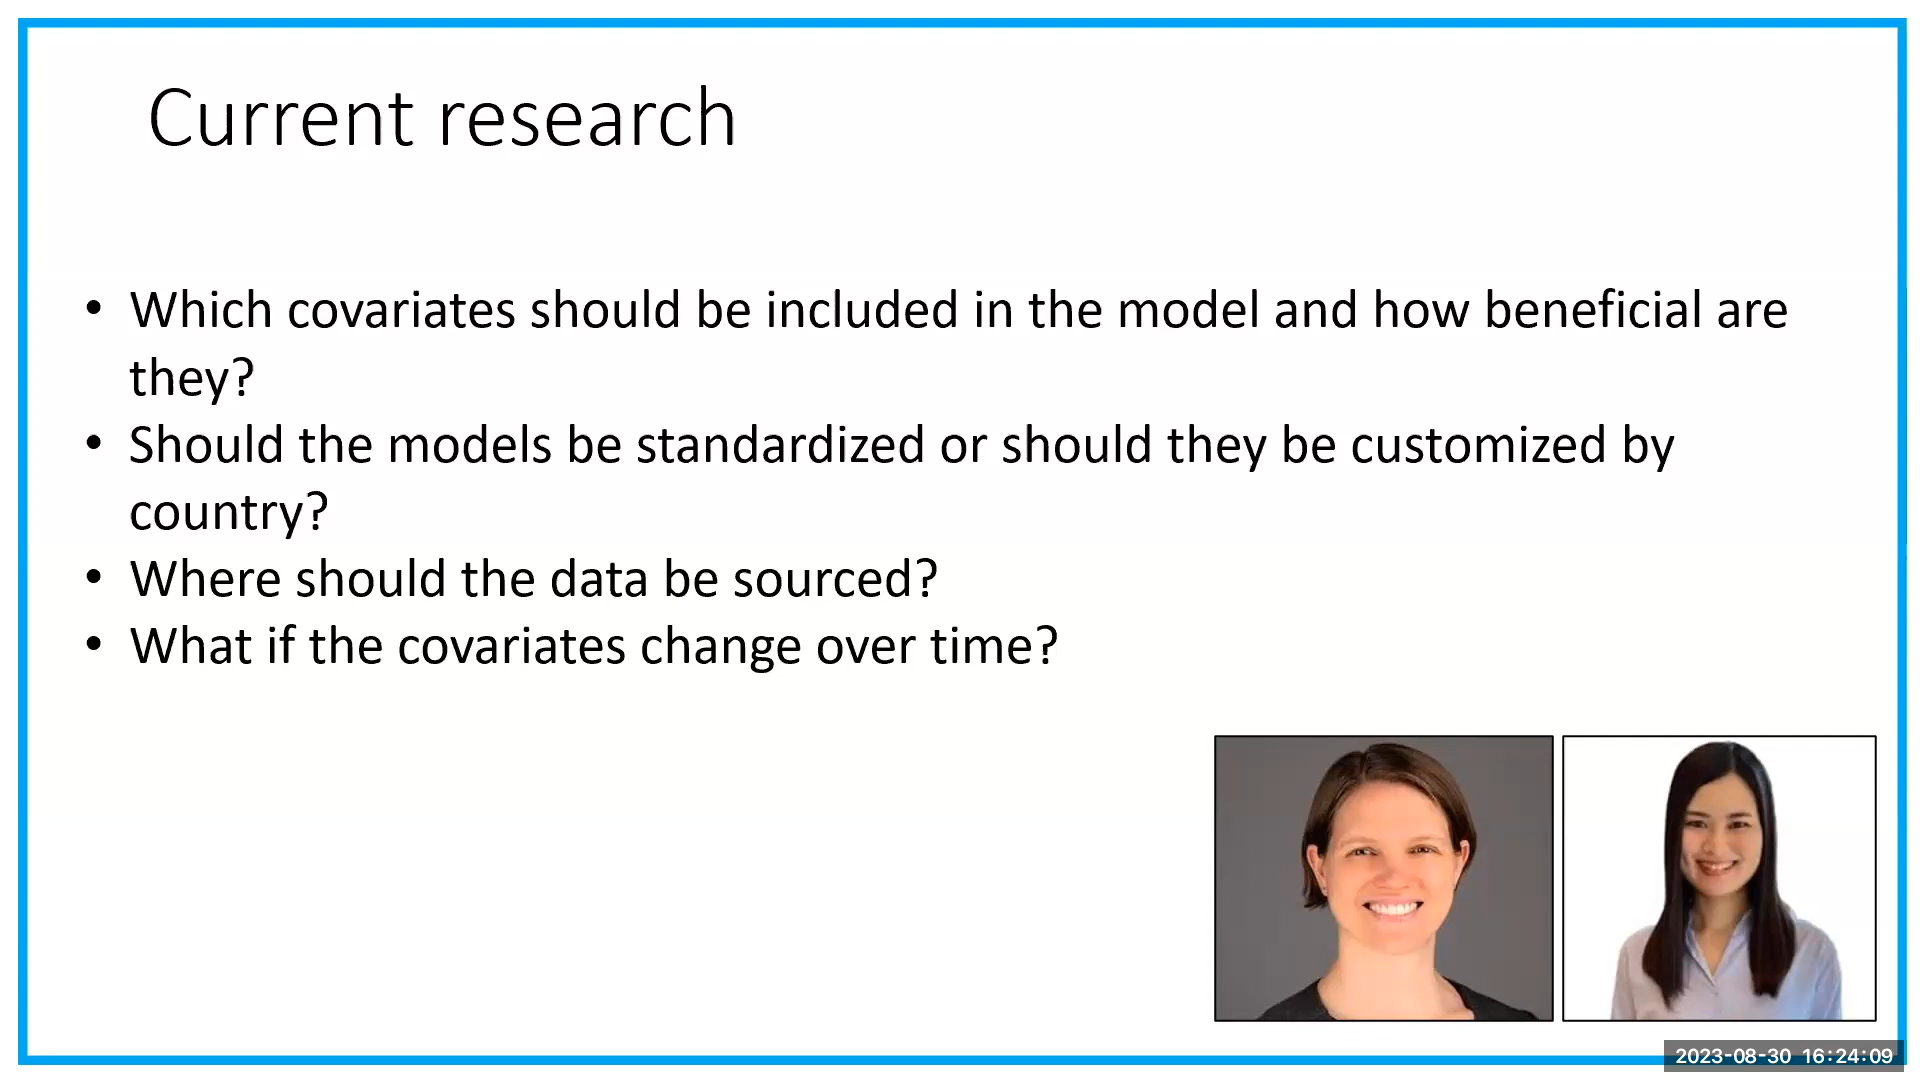 Current research
• Which covariates should be included in the model and how beneficial are
they?
• Should the models be standardized or should they be customized by
country?
• Where should the data be sourced?
• What if the covariates change over time?
2023-08-30 16:24:09